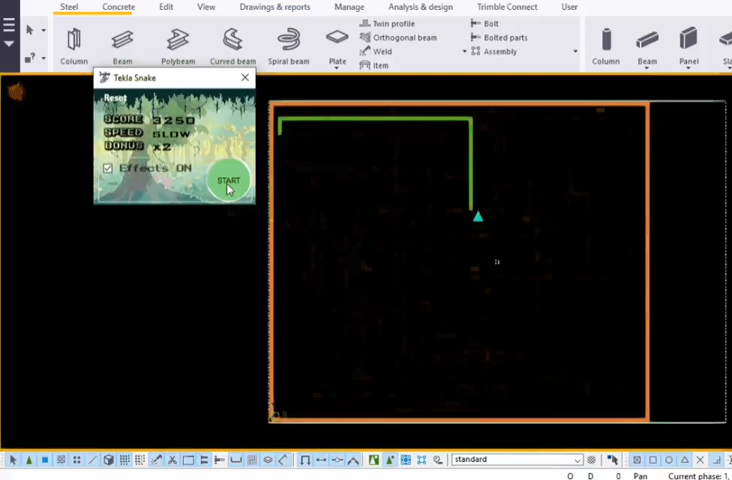 Steel Concrete Edit View Drawings & reports Manage Analysis & design Trimble Connect User
Twin profile
Orthogonal beam
Weld
Item
Bolt
Bolted parts
Assembly
Column Beam Polybeam Curved beam Spiral beam Plate Column Beam Panel
Tekla Snake
Reset
SCORE 3250
SPEED SLOW
BONUS x2
Effects ON
START
standard
O D 0 Pan Current phase: 1,